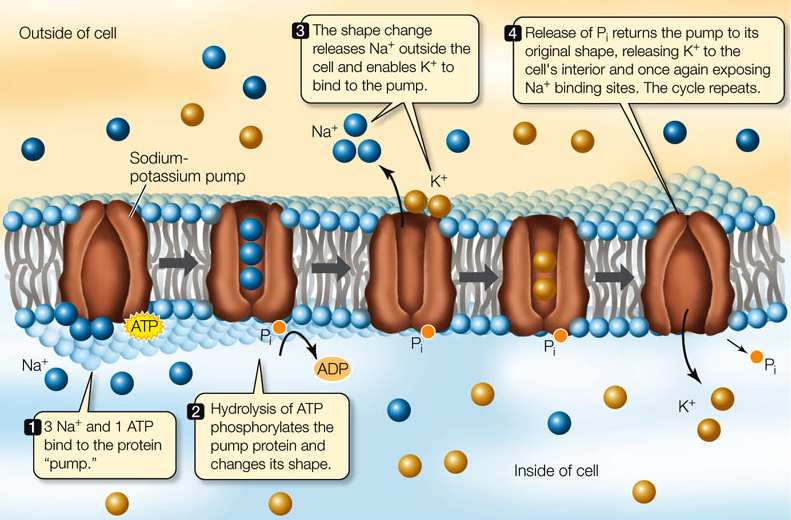 Outside of cell
3 The shape change
releases Na⁺ outside the
cell and enables K⁺ to
bind to the pump.
4 Release of Pᵢ returns the pump to its
original shape, releasing K⁺ to the
cell's interior and once again exposing
Na⁺ binding sites. The cycle repeats.
Na⁺
Sodium-
potassium pump
K⁺
ATP
Pᵢ
ADP
Pᵢ
Pᵢ
Pᵢ
Na⁺
K⁺
1 3 Na⁺ and 1 ATP
bind to the protein
“pump.”
2 Hydrolysis of ATP
phosphorylates the
pump protein and
changes its shape.
Inside of cell